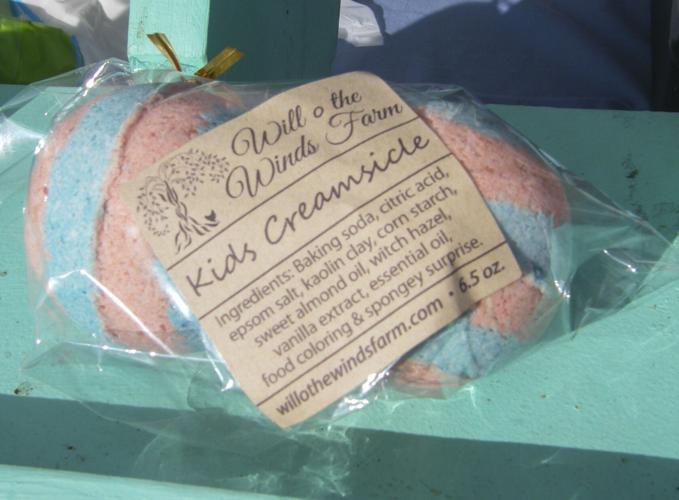 Will o the
Winds Farm
Kids Creamsicle
Ingredients: Baking soda, citric acid,
epsom salt, kaolin clay, corn starch,
sweet almond oil, witch hazel,
vanilla extract, essential oil,
food coloring & spongey surprise.
willothewindsfarm.com • 6.5 oz.